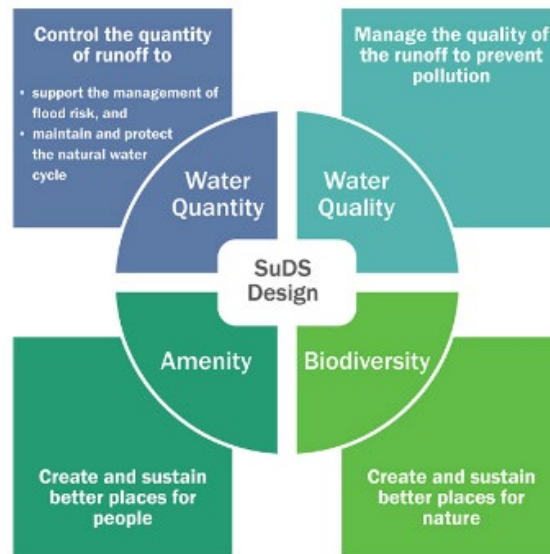 Control the quantity
of runoff to
• support the management of
flood risk, and
• maintain and protect
the natural water
cycle
Manage the quality of
the runoff to prevent
pollution
Water
Quantity
Water
Quality
SuDS
Design
Amenity
Biodiversity
Create and sustain
better places for
people
Create and sustain
better places for
nature